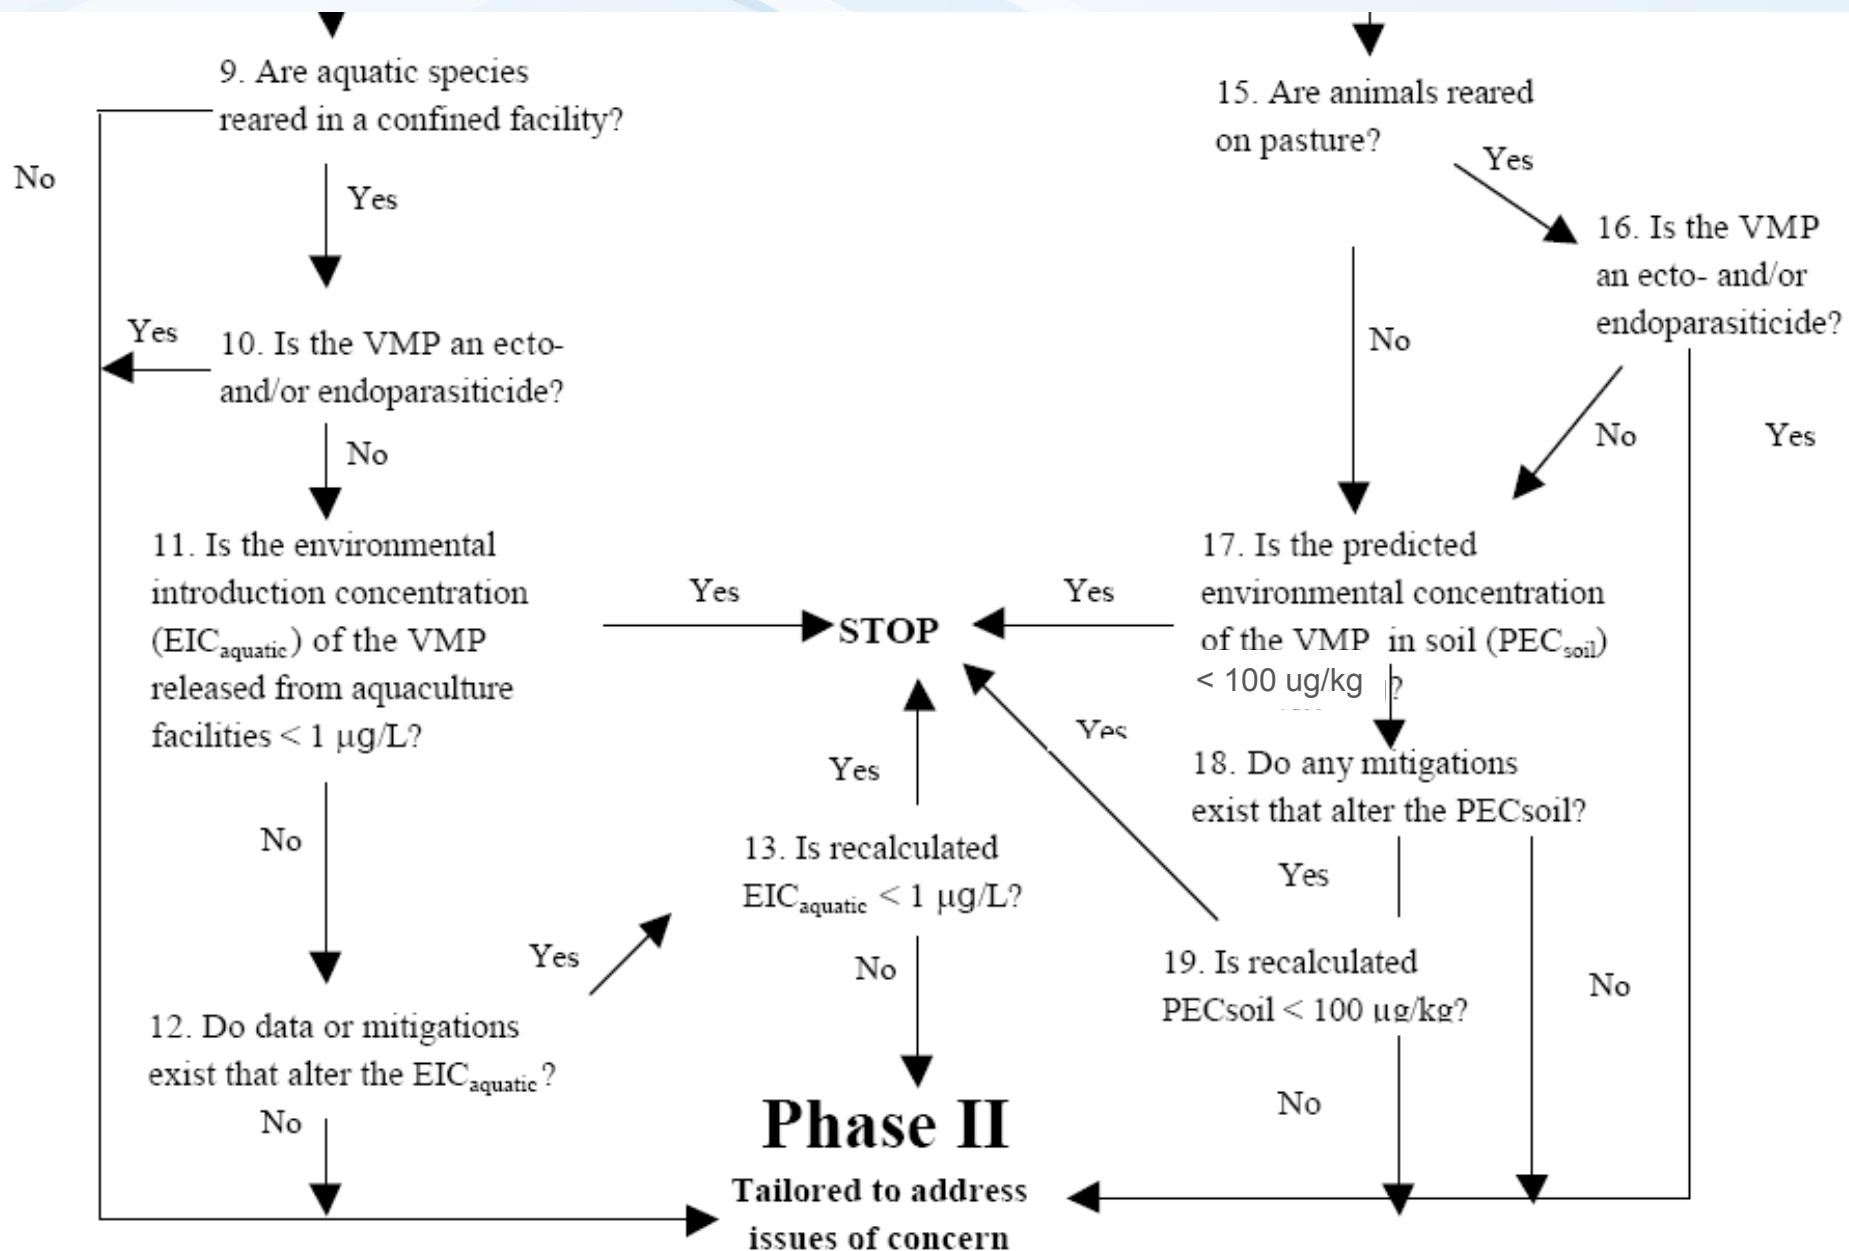 9. Are aquatic species
reared in a confined facility?
No
Yes
Yes
10. Is the VMP an ecto-
and/or endoparasiticide?
No
11. Is the environmental
introduction concentration
(EICaquatic) of the VMP
released from aquaculture
facilities < 1 µg/L?
Yes
No
12. Do data or mitigations
exist that alter the EICaquatic?
Yes
No
STOP
Yes
13. Is recalculated
EICaquatic < 1 µg/L?
No
Phase II
Tailored to address
issues of concern
15. Are animals reared
on pasture?
Yes
16. Is the VMP
an ecto- and/or
endoparasiticide?
No
No
Yes
17. Is the predicted
environmental concentration
of the VMP in soil (PECsoil)
< 100 ug/kg ?
Yes
Yes
18. Do any mitigations
exist that alter the PECsoil?
Yes
No
19. Is recalculated
PECsoil < 100 µg/kg?
No